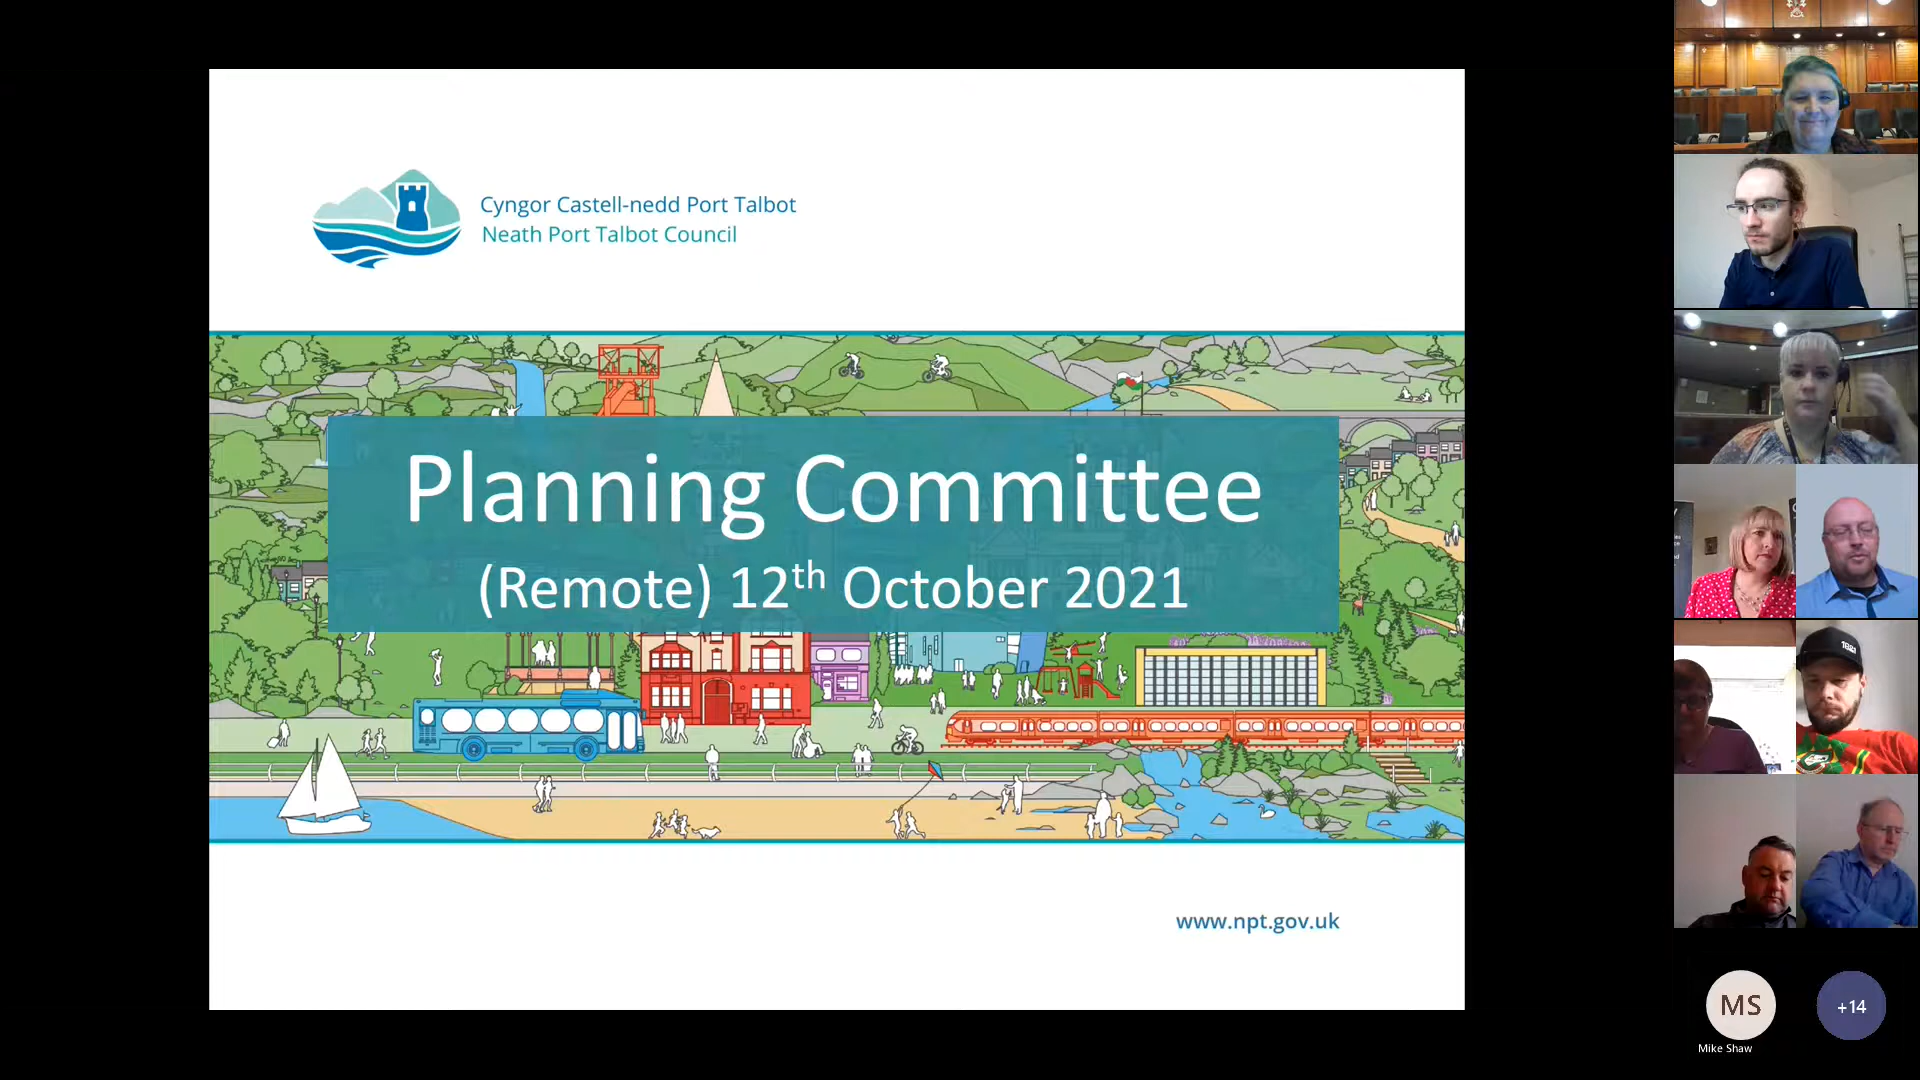 Cyngor Castell-nedd Port Talbot
Neath Port Talbot Council
Planning Committee
(Remote) 12th October 2021
www.npt.gov.uk
1821
MS
+14
Mike Shaw